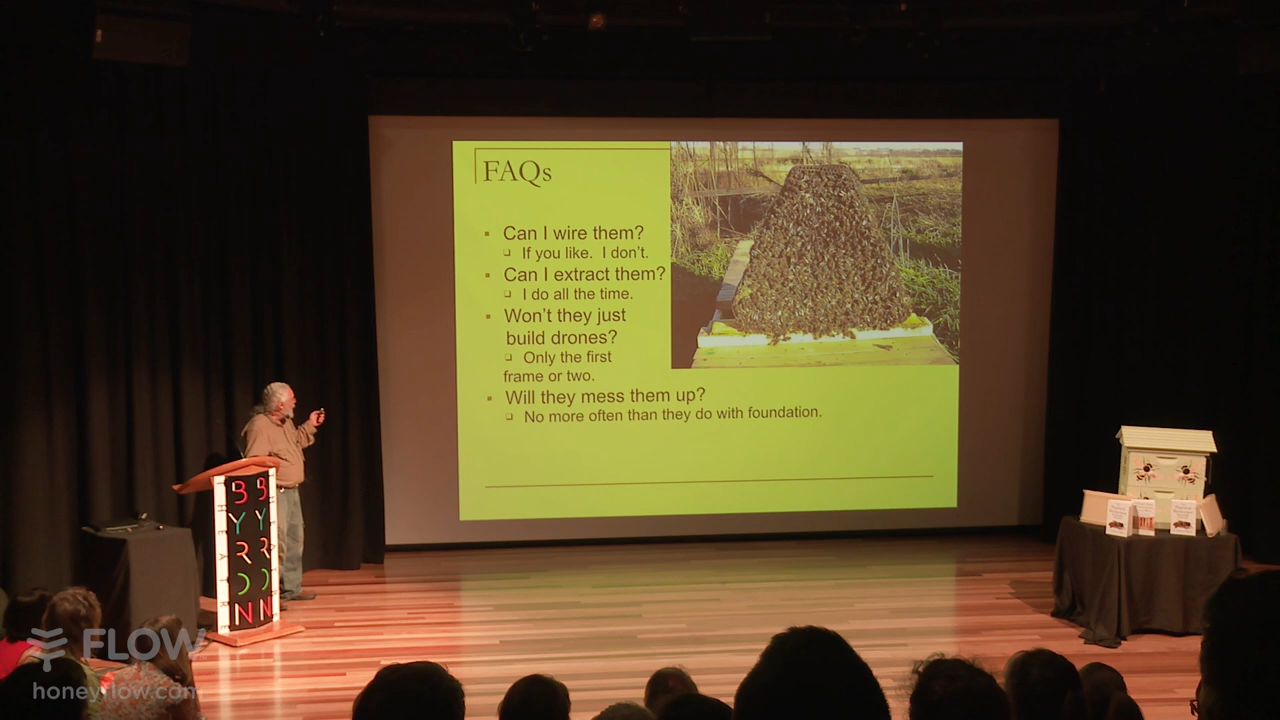 FAQs
Can I wire them?
If you like. I don't.
Can I extract them?
I do all the time.
Won't they just
build drones?
Only the first
frame or two.
Will they mess them up?
No more often than they do with foundation.
BYRON
BYRON
THEATRE
FLOW
honeyflow.com